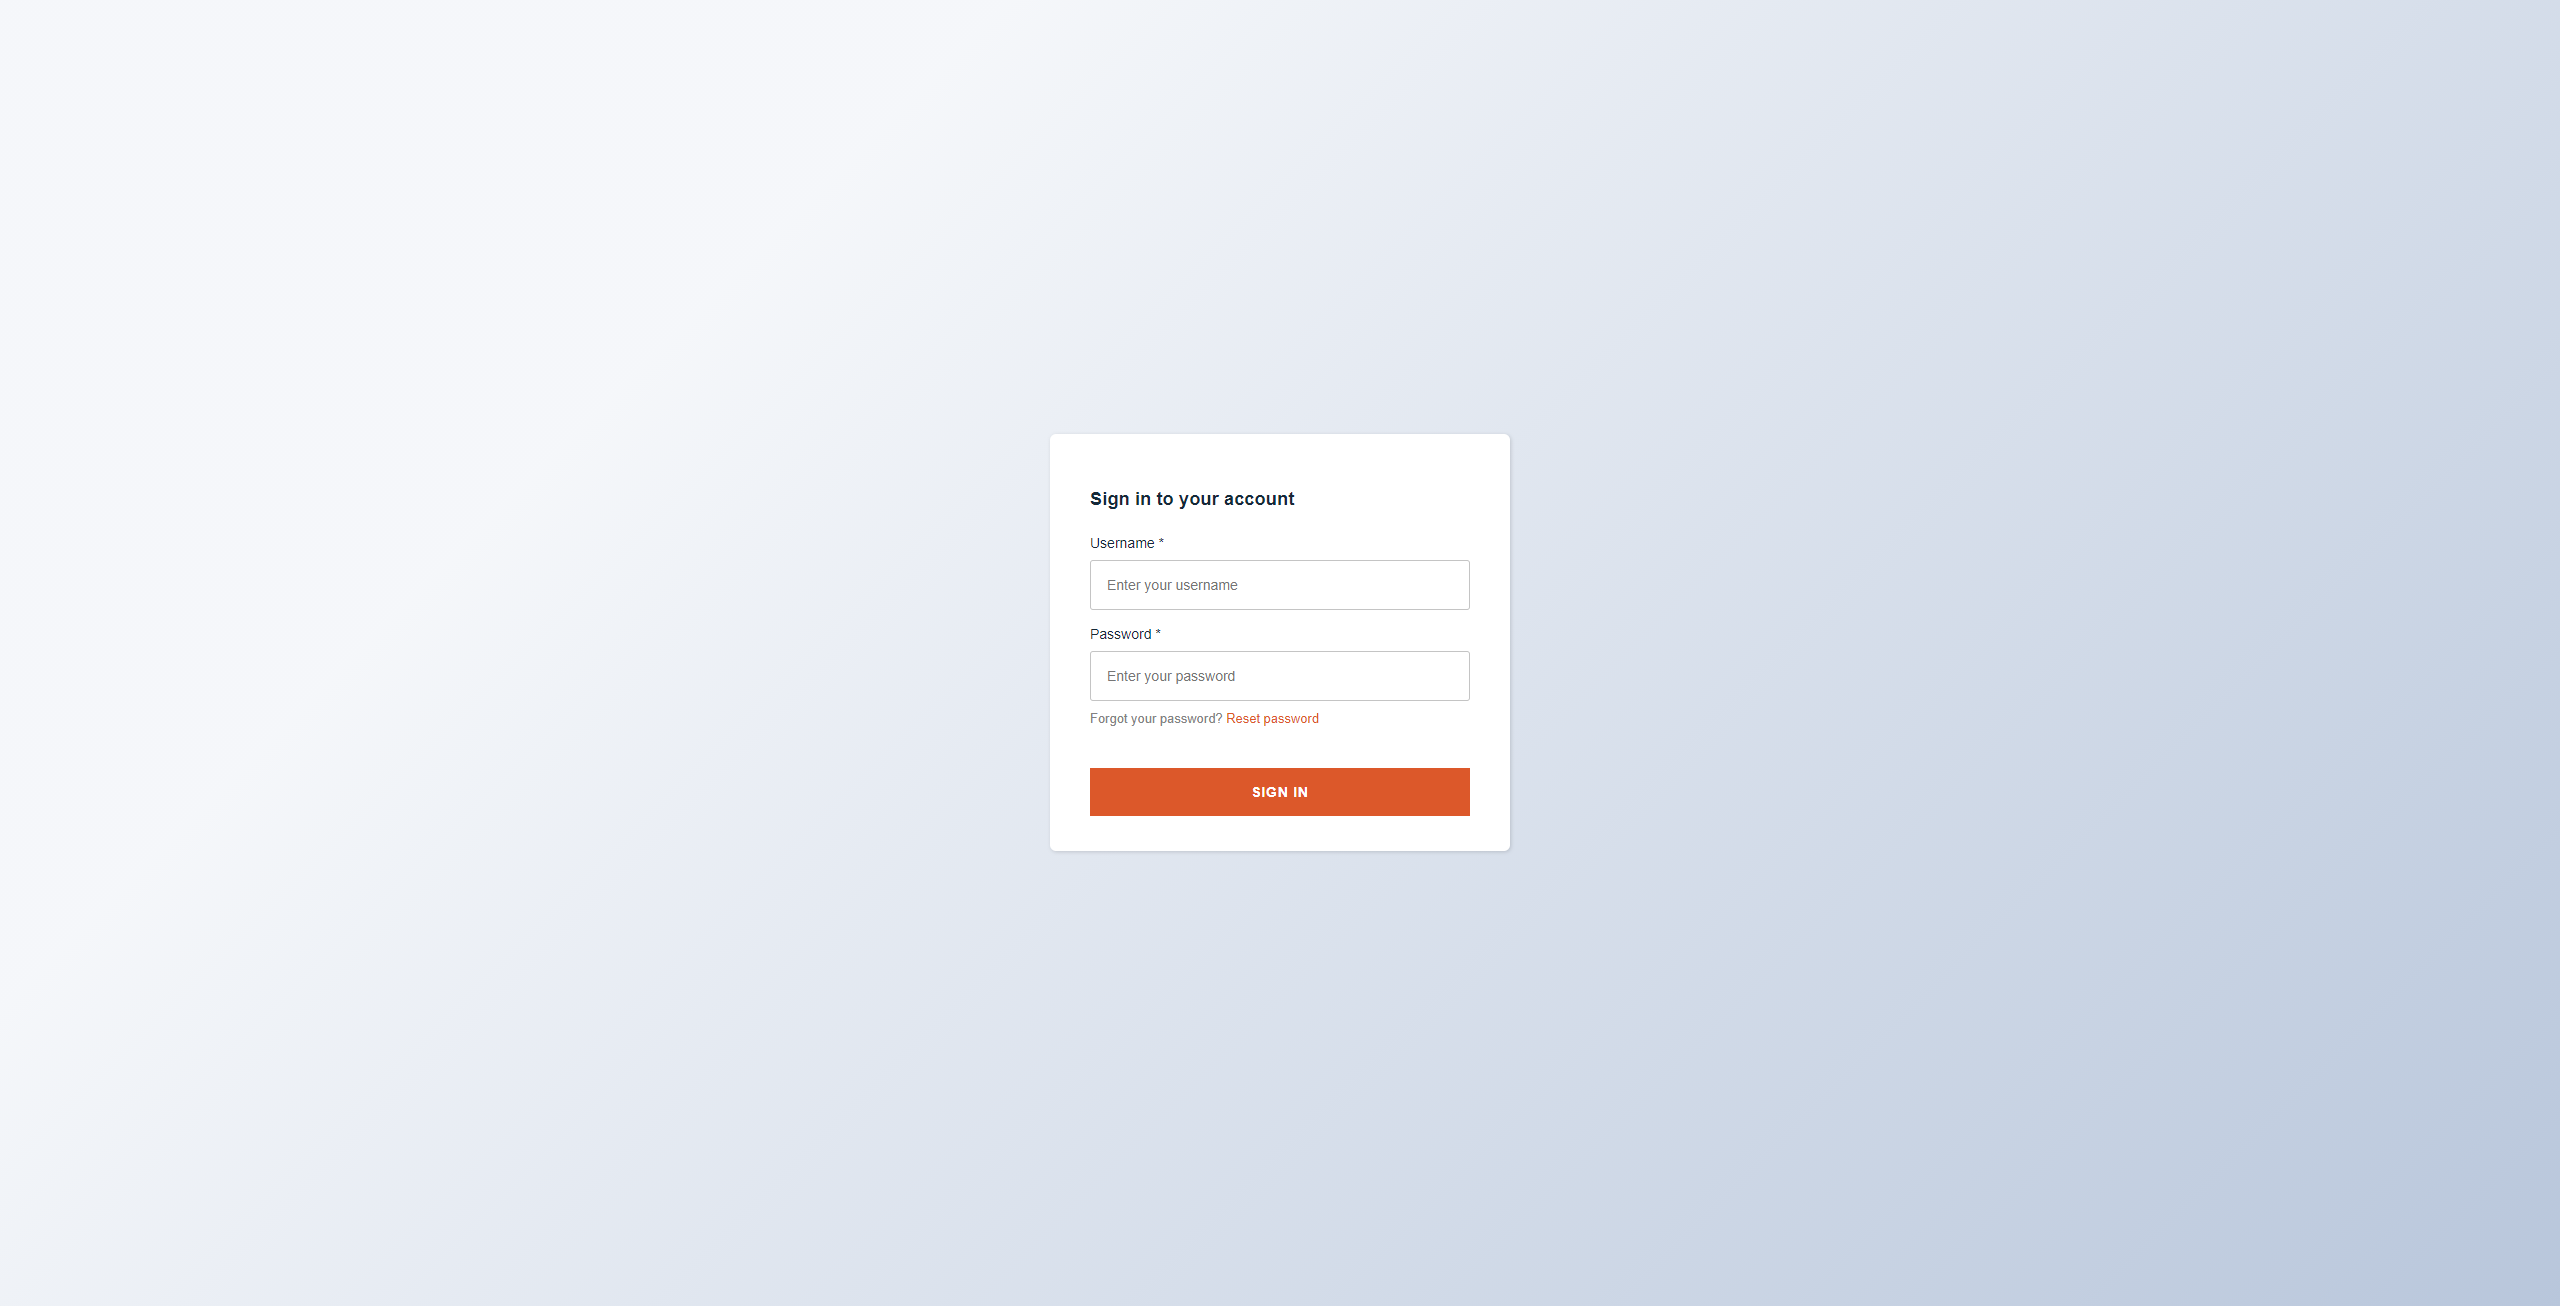 Sign in to your account
Username *
Enter your username
Password *
Enter your password
Forgot your password? Reset password
SIGN IN